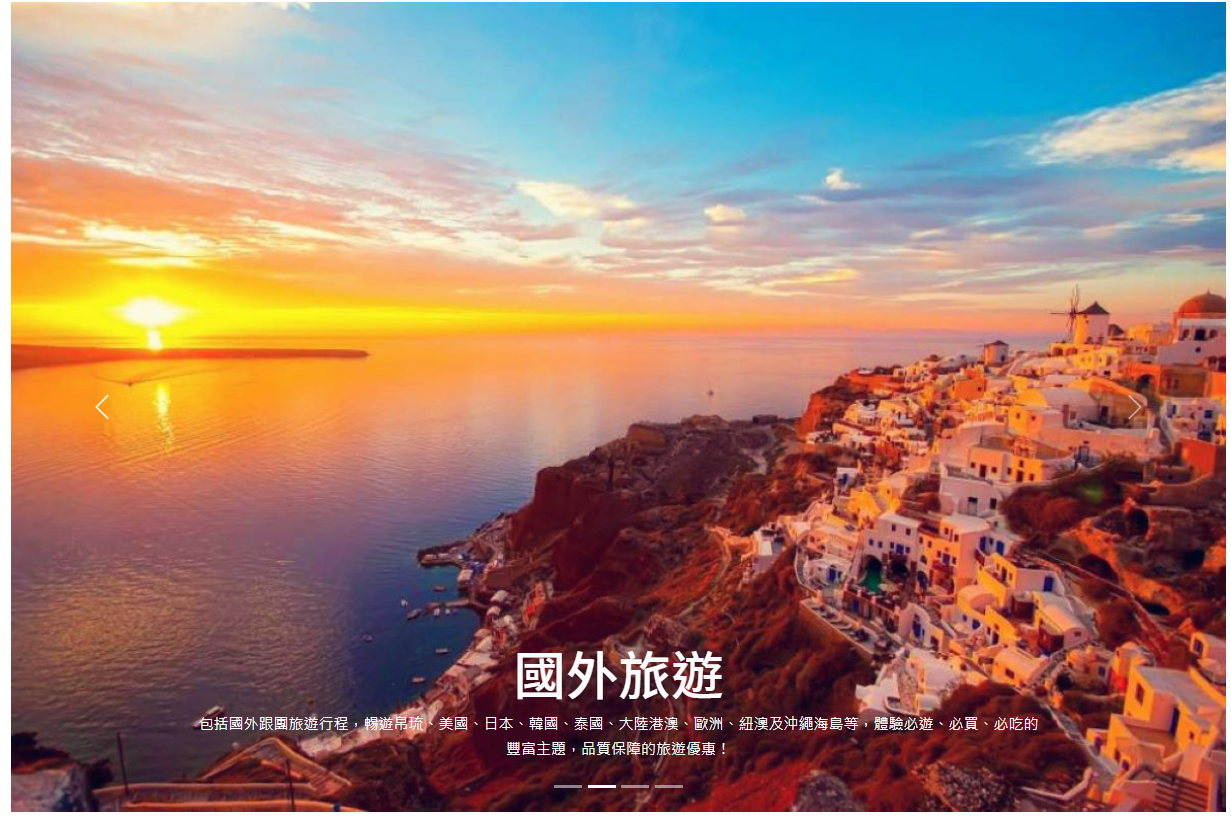 國外旅遊
包括國外跟團旅遊行程，暢遊帛琉、美國、日本、韓國、泰國、大陸港澳、歐洲、紐澳及沖繩海島等，體驗必遊、必買、必吃的
豐富主題，品質保障的旅遊優惠！